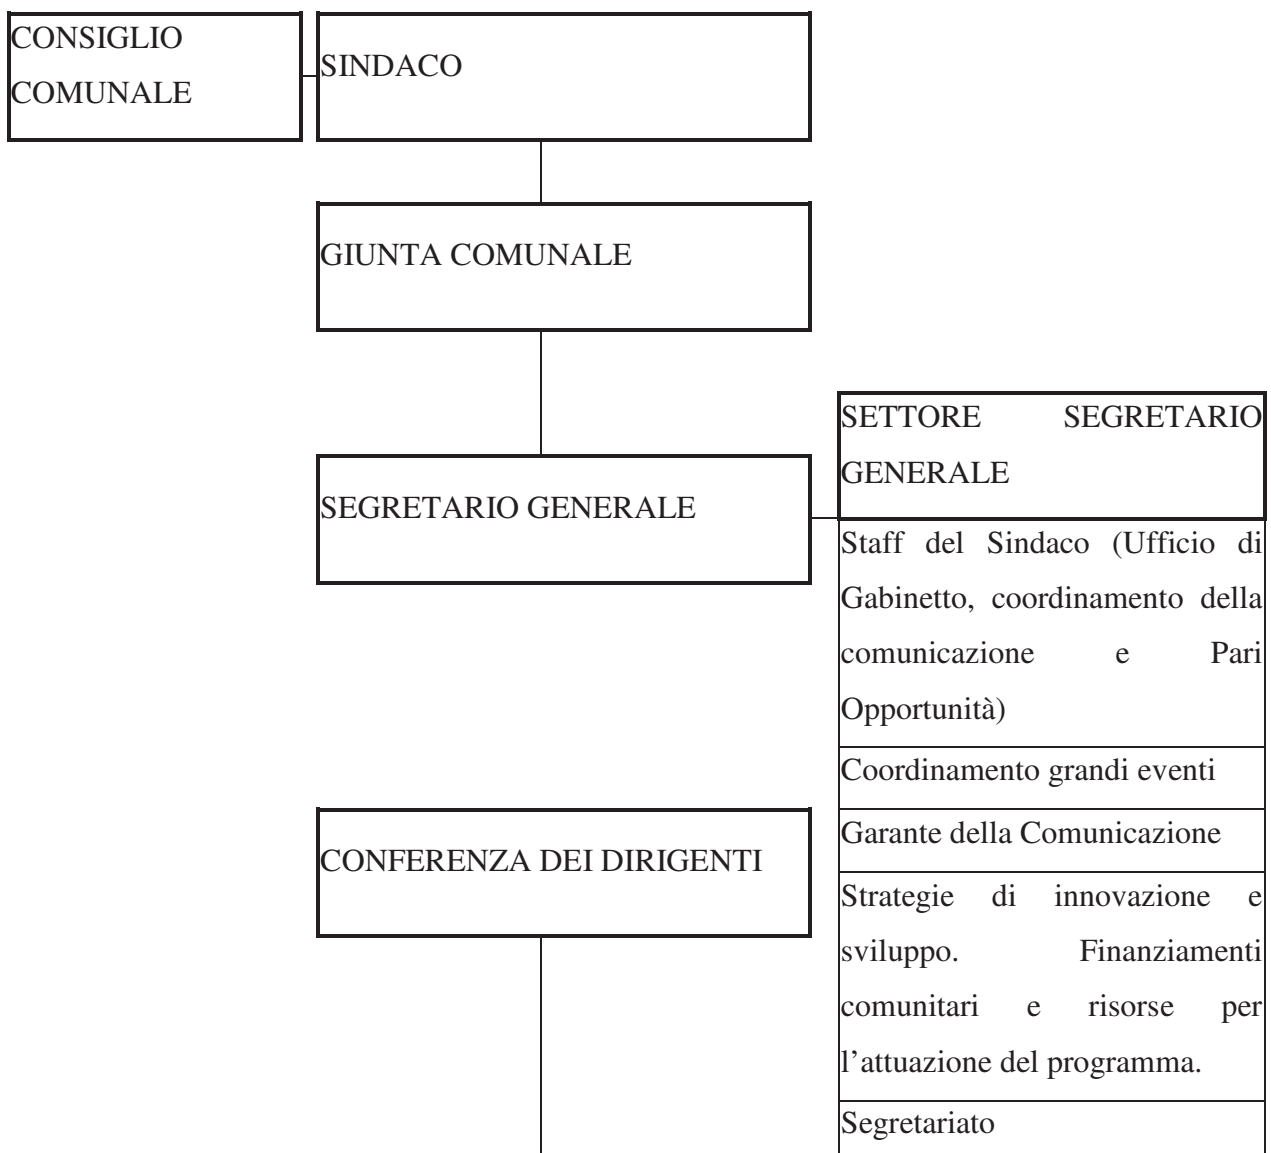 CONSIGLIO
COMUNALE
SINDACO
GIUNTA COMUNALE
SEGRETARIO GENERALE
SETTORE SEGRETARIO
GENERALE
Staff del Sindaco (Ufficio di
Gabinetto, coordinamento della
comunicazione e Pari
Opportunità)
Coordinamento grandi eventi
Garante della Comunicazione
Strategie di innovazione e
sviluppo. Finanziamenti
comunitari e risorse per
l’attuazione del programma.
Segretariato
CONFERENZA DEI DIRIGENTI